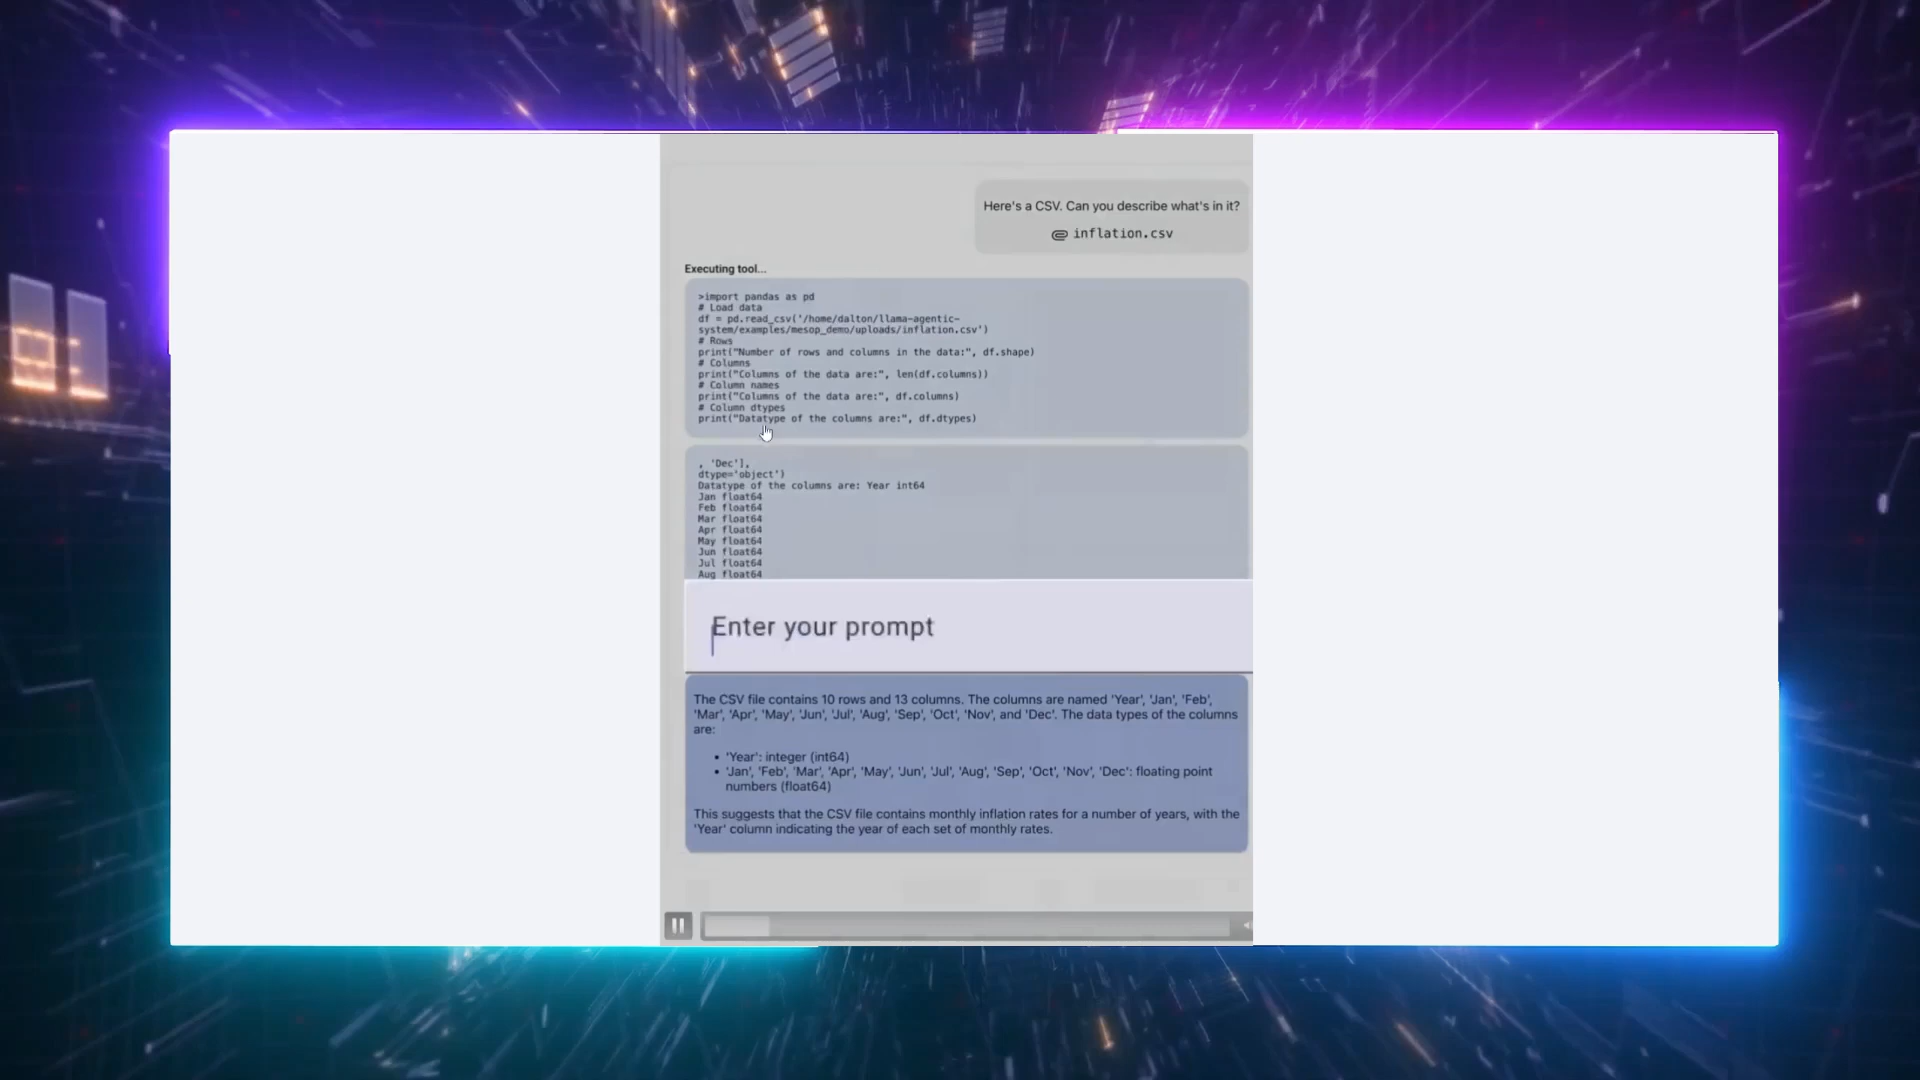 Here's a CSV. Can you describe what's in it?
inflation.csv
Executing tool...
>import pandas as pd
# Load data
df = pd.read_csv('/home/dalton/llama-agentic-
system/examples/mesop_demo/uploads/inflation.csv')
# Rows
print("Number of rows and columns in the data:", df.shape)
# Columns
print("Columns of the data are:", len(df.columns))
# Column names
print("Columns of the data are:", df.columns)
# Column dtypes
print("Datatype of the columns are:", df.dtypes)
, 'Dec'],
dtype='object')
Datatype of the columns are: Year int64
Jan float64
Feb float64
Mar float64
Apr float64
May float64
Jun float64
Jul float64
Aug float64
Enter your prompt
The CSV file contains 10 rows and 13 columns. The columns are named 'Year', 'Jan', 'Feb',
'Mar', 'Apr', 'May', 'Jun', 'Jul', 'Aug', 'Sep', 'Oct', 'Nov', and 'Dec'. The data types of the columns
are:
• 'Year': integer (int64)
• 'Jan', 'Feb', 'Mar', 'Apr', 'May', 'Jun', 'Jul', 'Aug', 'Sep', 'Oct', 'Nov', 'Dec': floating point
numbers (float64)
This suggests that the CSV file contains monthly inflation rates for a number of years, with the
'Year' column indicating the year of each set of monthly rates.